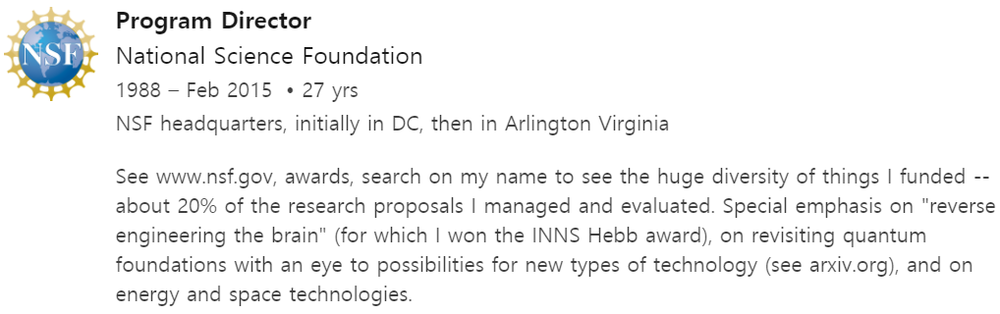 NSF
Program Director
National Science Foundation
1988 – Feb 2015 • 27 yrs
NSF headquarters, initially in DC, then in Arlington Virginia
See www.nsf.gov, awards, search on my name to see the huge diversity of things I funded --
about 20% of the research proposals I managed and evaluated. Special emphasis on "reverse
engineering the brain" (for which I won the INNS Hebb award), on revisiting quantum
foundations with an eye to possibilities for new types of technology (see arxiv.org), and on
energy and space technologies.